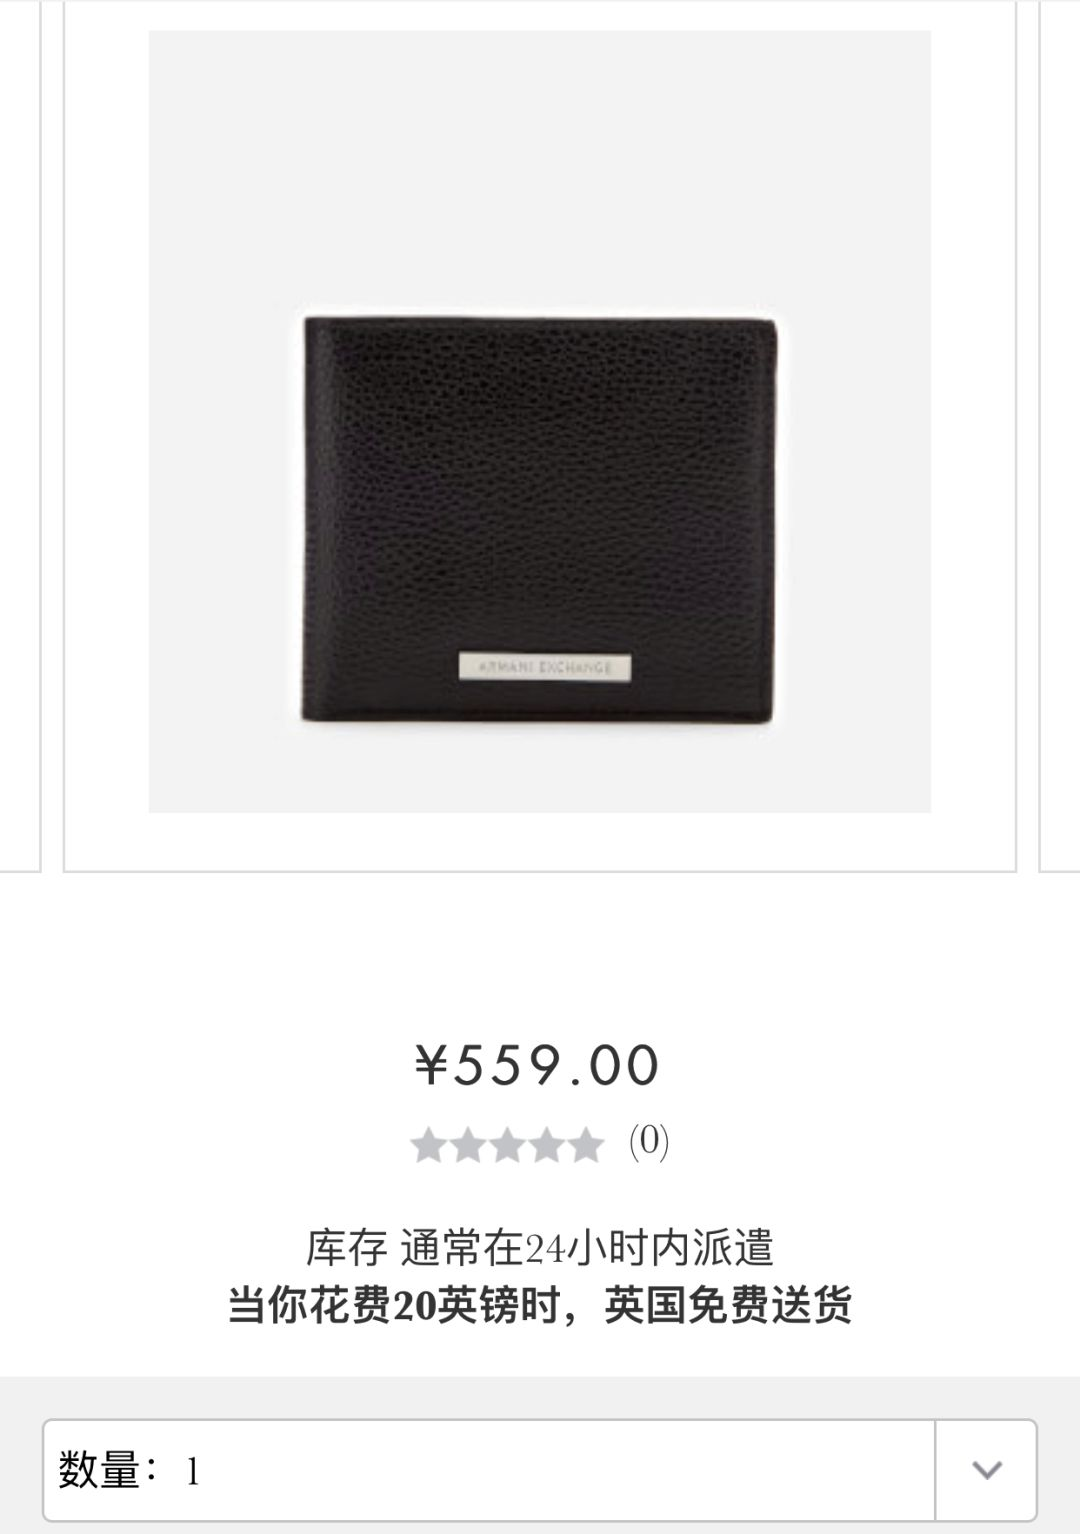 ARMANI EXCHANGE
¥559.00
(0)
库存 通常在24小时内派遣
当你花费20英镑时，英国免费送货
数量： 1